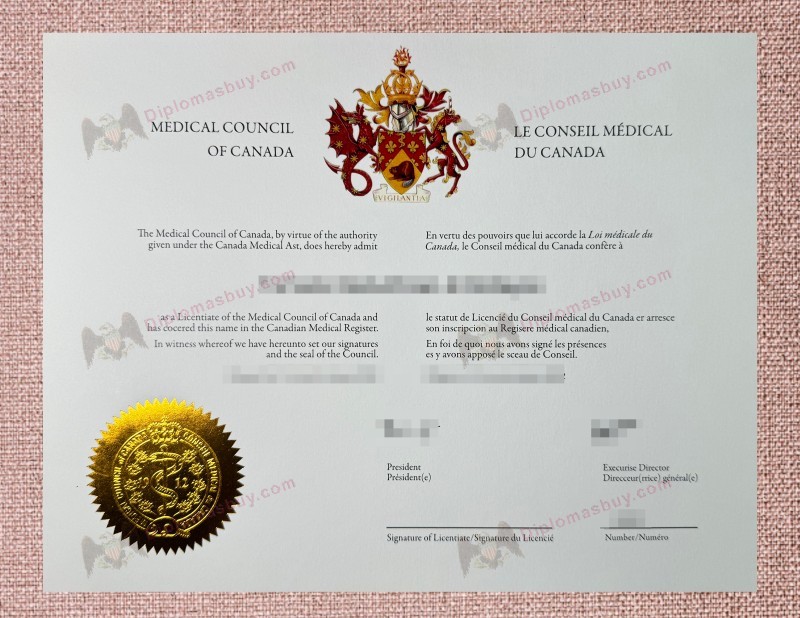 MEDICAL COUNCIL
OF CANADA
LE CONSEIL MÉDICAL
DU CANADA
VIGILANTIA
The Medical Council of Canada, by virtue of the authority
given under the Canada Medical Ast, does hereby admit
En vertu des pouvoirs que lui accorde la Loi médicale du
Canada, le Conseil médical du Canada confère à
as a Licentiate of the Medical Council of Canada and
has covered this name in the Canadian Medical Register.
In witness whereof we have hereunto set our signatures
and the seal of the Council.
le statut de Licencié du Conseil médical du Canada er arresce
son inscripcion au Regisere médical canadien,
En foi de quoi nous avons signé les présences
es y avons apposé le sceau de Conseil.
1912
President
Président(e)
Execurise Director
Direcceur(rrice) général(e)
Signature of Licentiate/Signature du Licencié
Number/Numéro
Diplomasbuy.com
Diplomasbuy.com
Diplomasbuy.com
Diplomasbuy.com
Diplomasbuy.com
Diplomasbuy.com